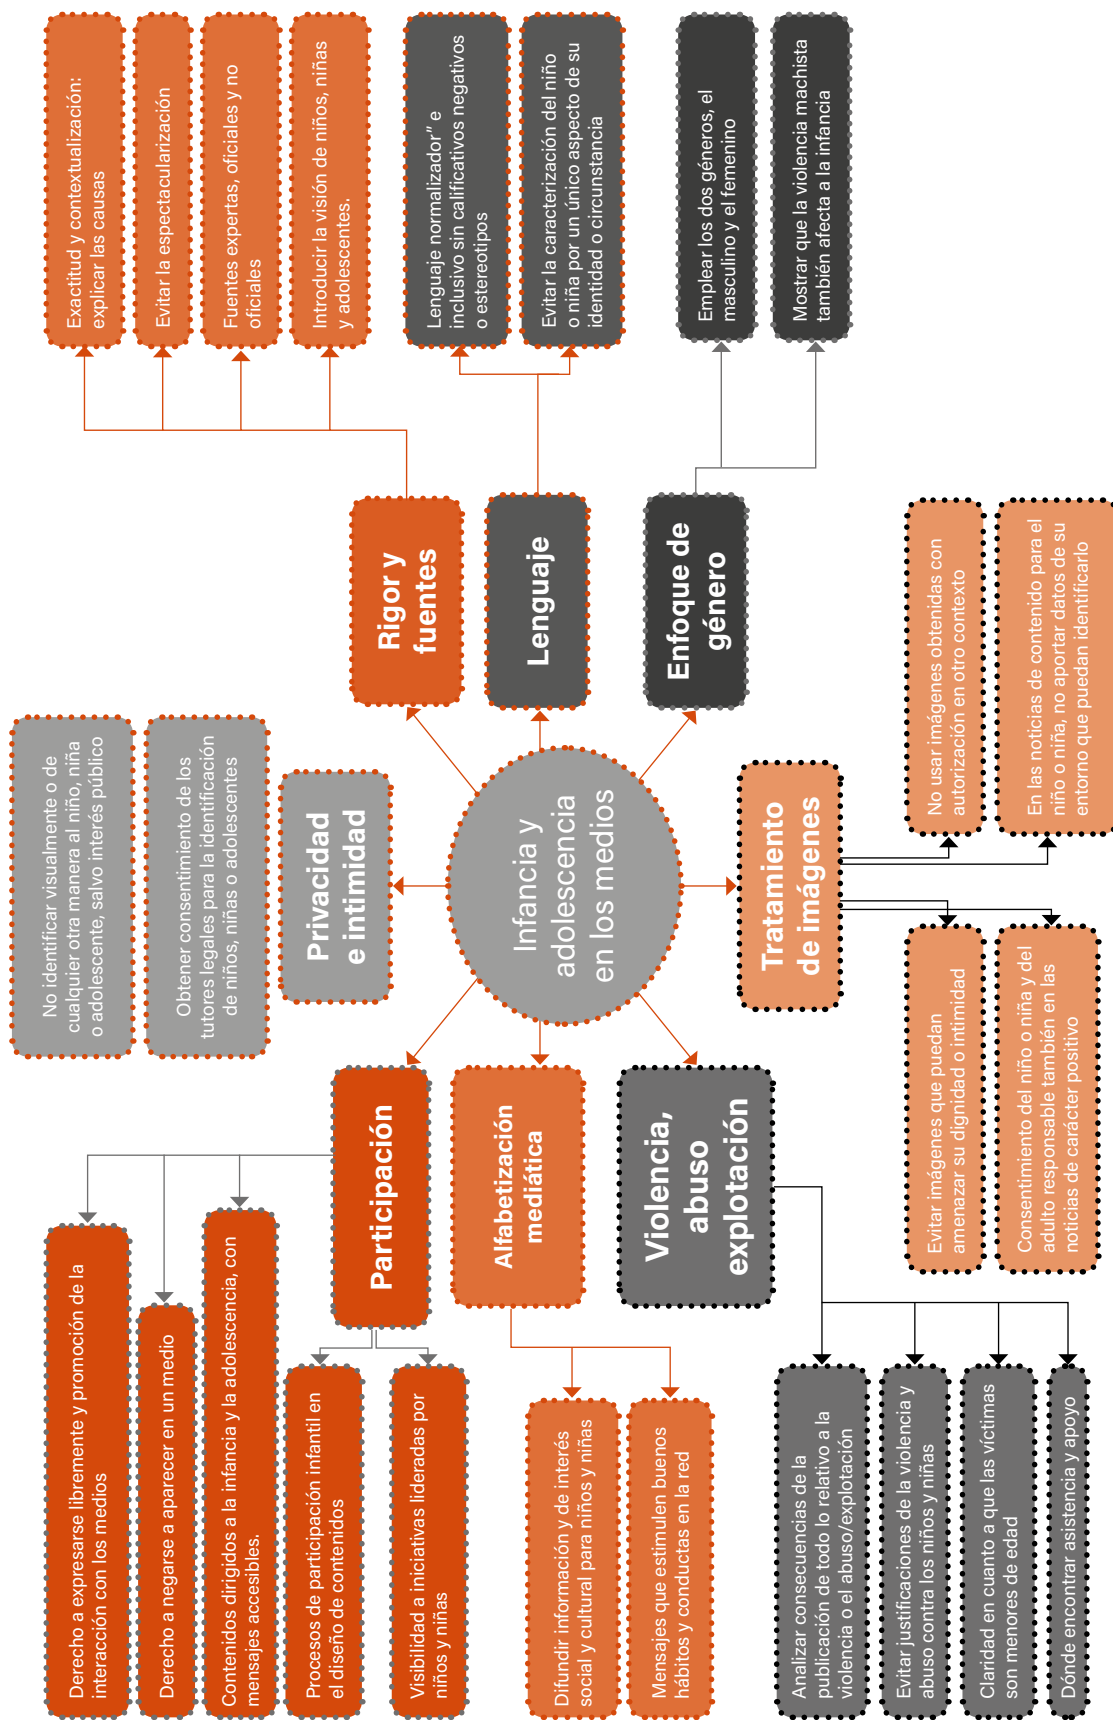 Infancia y
adolescencia
en los medios
Privacidad
e intimidad
No identificar visualmente o de
cualquier otra manera al niño, niña
o adolescente, salvo interés público
Obtener consentimiento de los
tutores legales para la identificación
de niños, niñas o adolescentes
Rigor y
fuentes
Exactitud y contextualización:
explicar las causas
Evitar la espectacularización
Fuentes expertas, oficiales y no
oficiales
Introducir la visión de niños, niñas
y adolescentes.
Lenguaje
Lenguaje normalizador” e
inclusivo sin calificativos negativos
o estereotipos
Evitar la caracterización del niño
o niña por un único aspecto de su
identidad o circunstancia
Enfoque de
género
Emplear los dos géneros, el
masculino y el femenino
Mostrar que la violencia machista
también afecta a la infancia
Tratamiento
de imágenes
No usar imágenes obtenidas con
autorización en otro contexto
En las noticias de contenido para el
niño o niña, no aportar datos de su
entorno que puedan identificarlo
Evitar imágenes que puedan
amenazar su dignidad o intimidad
Consentimiento del niño o niña y del
adulto responsable también en las
noticias de carácter positivo
Violencia,
abuso
explotación
Analizar consecuencias de la
publicación de todo lo relativo a la
violencia o el abuso/explotación
Evitar justificaciones de la violencia y
abuso contra los niños y niñas
Claridad en cuanto a que las víctimas
son menores de edad
Dónde encontrar asistencia y apoyo
Alfabetización
mediática
Difundir información y de interés
social y cultural para niños y niñas
Mensajes que estimulen buenos
hábitos y conductas en la red
Participación
Derecho a expresarse libremente y promoción de la
interacción con los medios
Derecho a negarse a aparecer en un medio
Contenidos dirigidos a la infancia y la adolescencia, con
mensajes accesibles.
Procesos de participación infantil en
el diseño de contenidos
Visibilidad a iniciativas lideradas por
niños y niñas